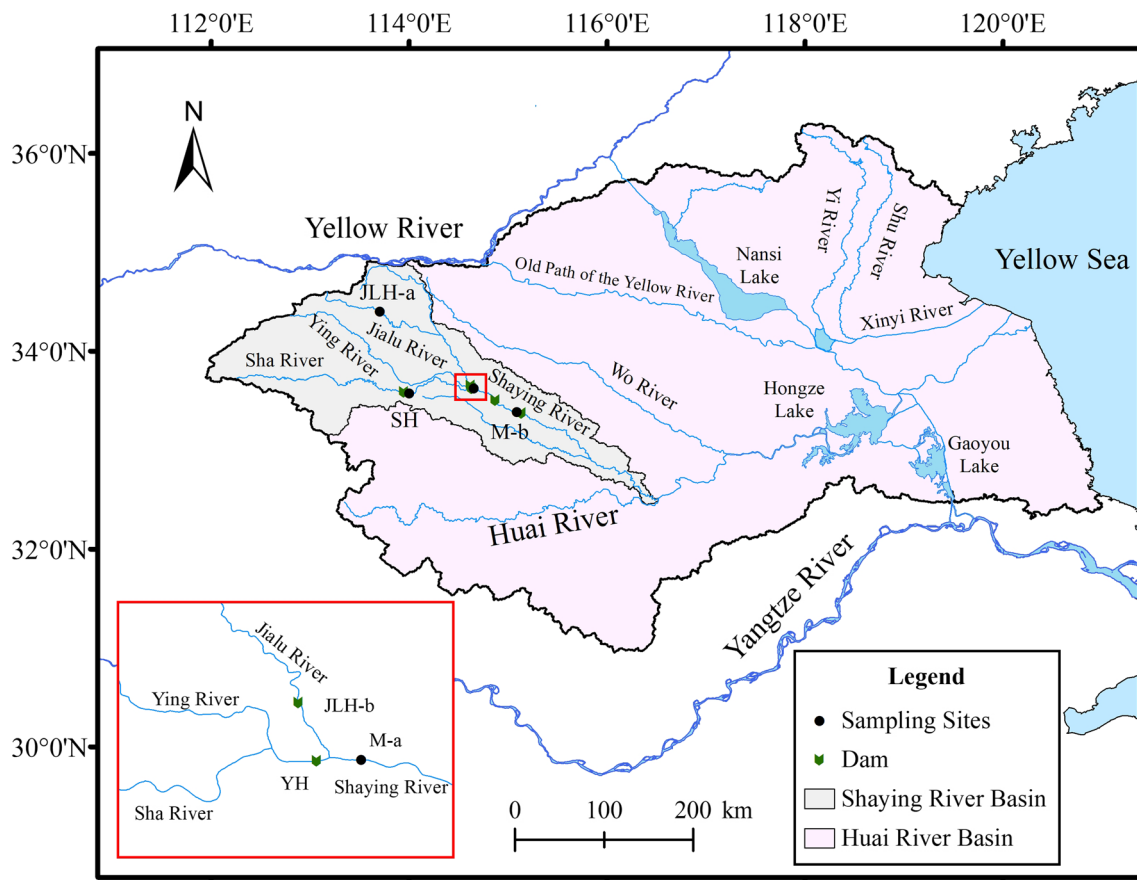 112°0'E
114°0'E
116°0'E
118°0'E
120°0'E
N
36°0'N
34°0'N
32°0'N
30°0'N
Yellow River
Yellow Sea
Yi River
Shu River
Nansi
Lake
Old Path of the Yellow River
Xinyi River
JLH-a
Jialu River
Ying River
Sha River
Shaying River
Wo River
SH
M-b
Hongze
Lake
Gaoyou
Lake
Huai River
Yangtze River
Jialu River
Ying River
JLH-b
M-a
YH
Shaying River
Sha River
0 100 200 km
Legend
Sampling Sites
Dam
Shaying River Basin
Huai River Basin